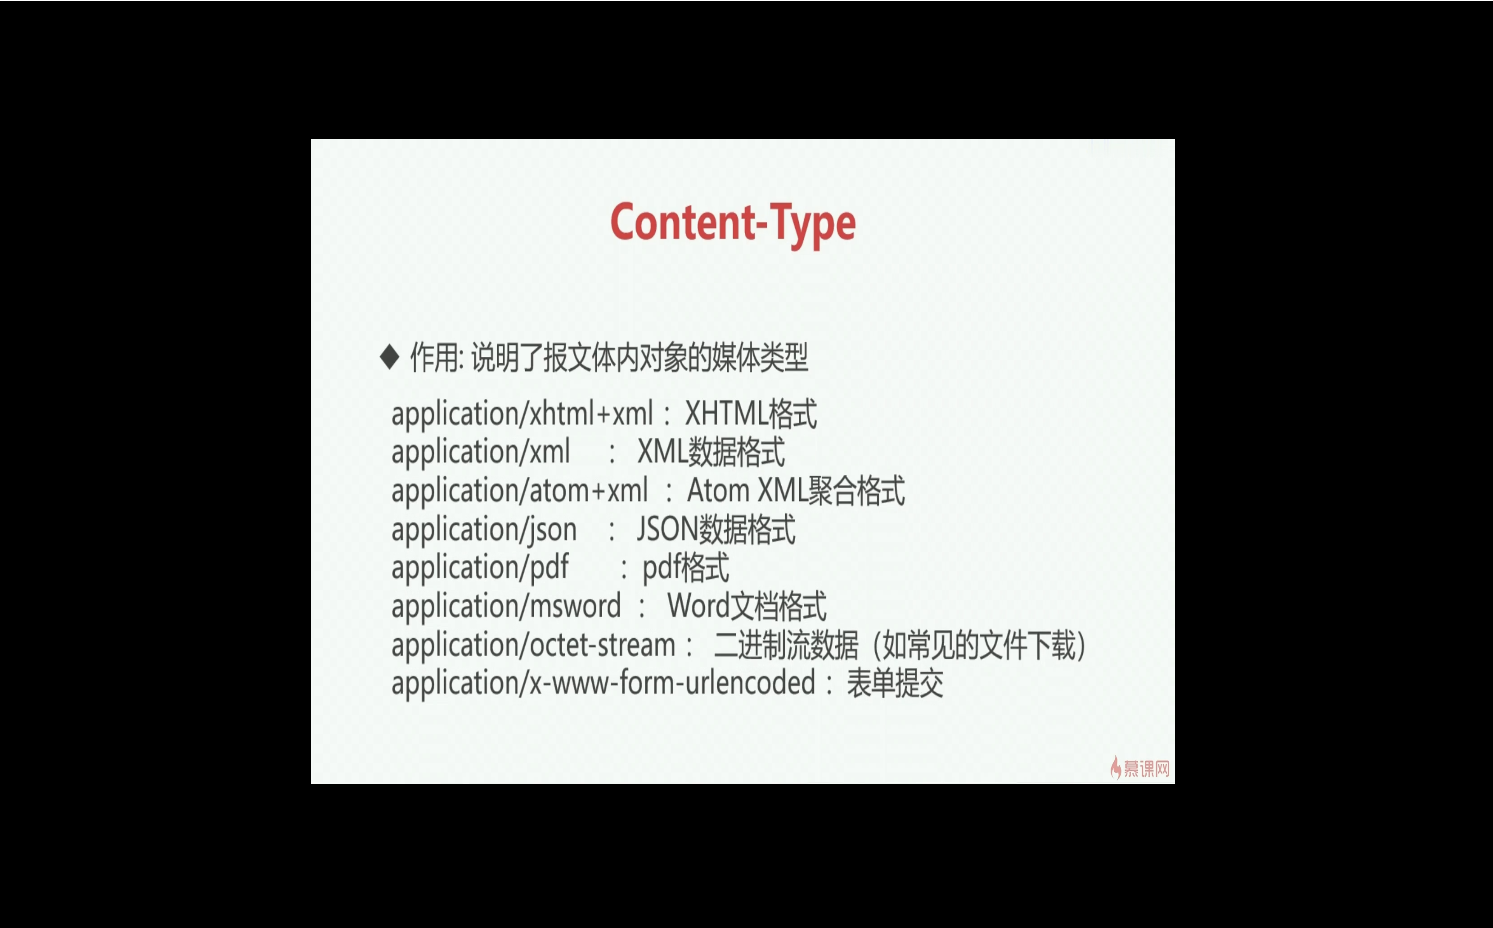 Content-Type
◆ 作用: 说明了报文体内对象的媒体类型
application/xhtml+xml : XHTML格式
application/xml : XML数据格式
application/atom+xml : Atom XML聚合格式
application/json : JSON数据格式
application/pdf : pdf格式
application/msword : Word文档格式
application/octet-stream : 二进制流数据（如常见的文件下载）
application/x-www-form-urlencoded : 表单提交
慕课网